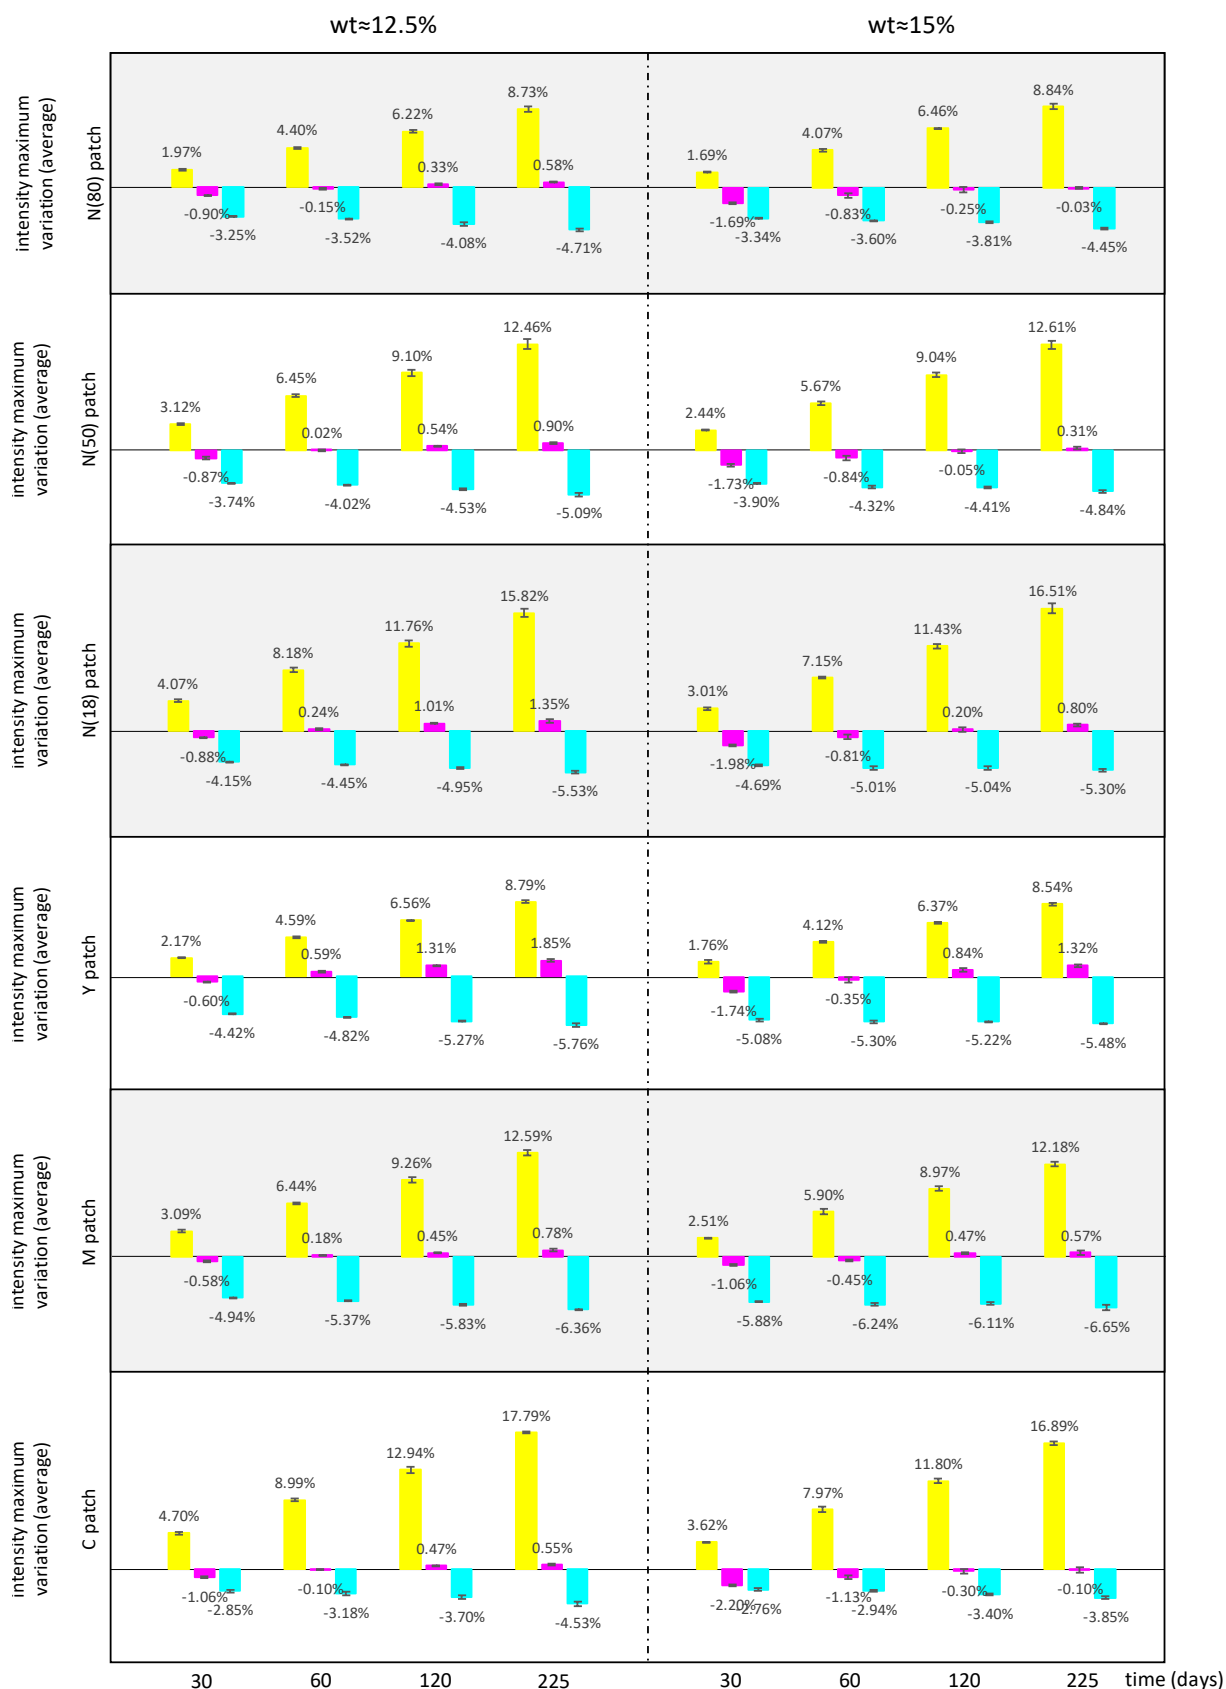 wt≈12.5% wt≈15%
intensity maximum
variation (average)
N(80) patch
1.97% 4.40% 6.22% 8.73% 1.69% 4.07% 6.46% 8.84%
0.33% 0.58%
-0.90% -0.15% -1.69% -0.83% -0.25% -0.03%
-3.25% -3.52% -4.08% -4.71% -3.34% -3.60% -3.81% -4.45%
intensity maximum
variation (average)
N(50) patch
3.12% 6.45% 9.10% 12.46% 2.44% 5.67% 9.04% 12.61%
0.02% 0.54% 0.90% 0.31%
-0.87% -1.73% -0.84% -0.05%
-3.74% -4.02% -4.53% -5.09% -3.90% -4.32% -4.41% -4.84%
intensity maximum
variation (average)
N(18) patch
4.07% 8.18% 11.76% 15.82% 3.01% 7.15% 11.43% 16.51%
0.24% 1.01% 1.35% 0.20% 0.80%
-0.88% -1.98% -0.81%
-4.15% -4.45% -4.95% -5.53% -4.69% -5.01% -5.04% -5.30%
intensity maximum
variation (average)
Y patch
2.17% 4.59% 6.56% 8.79% 1.76% 4.12% 6.37% 8.54%
0.59% 1.31% 1.85% 0.84% 1.32%
-0.60% -1.74% -0.35%
-4.42% -4.82% -5.27% -5.76% -5.08% -5.30% -5.22% -5.48%
intensity maximum
variation (average)
M patch
3.09% 6.44% 9.26% 12.59% 2.51% 5.90% 8.97% 12.18%
0.18% 0.45% 0.78% 0.47% 0.57%
-0.58% -1.06% -0.45%
-4.94% -5.37% -5.83% -6.36% -5.88% -6.24% -6.11% -6.65%
intensity maximum
variation (average)
C patch
4.70% 8.99% 12.94% 17.79% 3.62% 7.97% 11.80% 16.89%
0.47% 0.55%
-1.06% -0.10% -2.20% -1.13% -0.30% -0.10%
-2.85% -3.18% -3.70% -4.53% -2.76% -2.94% -3.40% -3.85%
30 60 120 225 30 60 120 225 time (days)